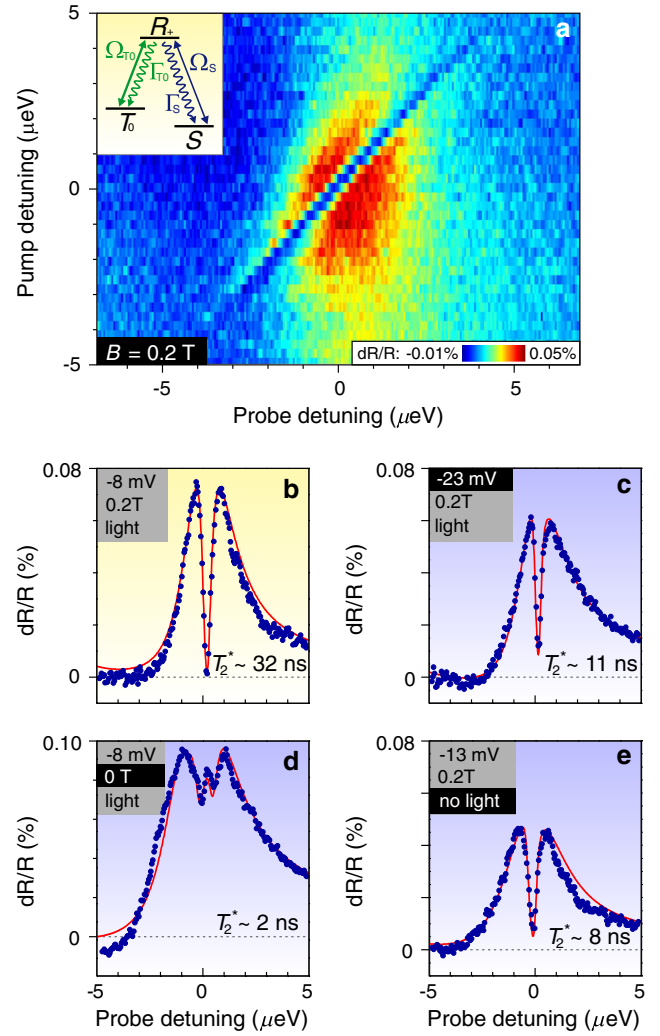 a
R+
ΩT0
ΓT0
ΩS
ΓS
T0
S
Pump detuning (μeV)
5
0
-5
B = 0.2 T
dR/R: -0.01% 0.05%
-5 0 5
Probe detuning (μeV)
b
-8 mV
0.2T
light
dR/R (%)
0.08
0
T2* ~ 32 ns
c
-23 mV
0.2T
light
dR/R (%)
0.08
0
T2* ~ 11 ns
d
-8 mV
0 T
light
dR/R (%)
0.10
0
T2* ~ 2 ns
-5 0 5
Probe detuning (μeV)
e
-13 mV
0.2T
no light
dR/R (%)
0.08
0
T2* ~ 8 ns
-5 0 5
Probe detuning (μeV)